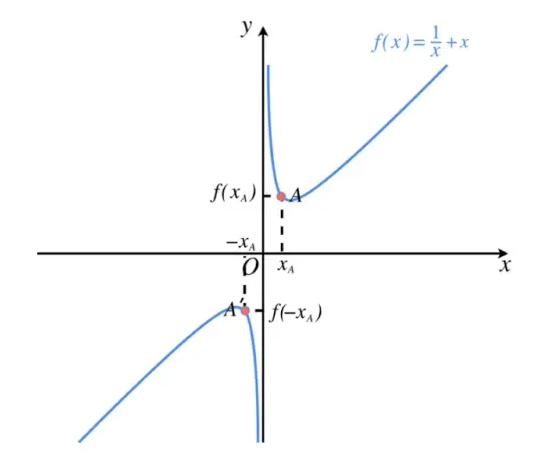 y
f(x)=1/x+x
f(x_A)
A
−x_A
O
x_A
x
A′
f(−x_A)